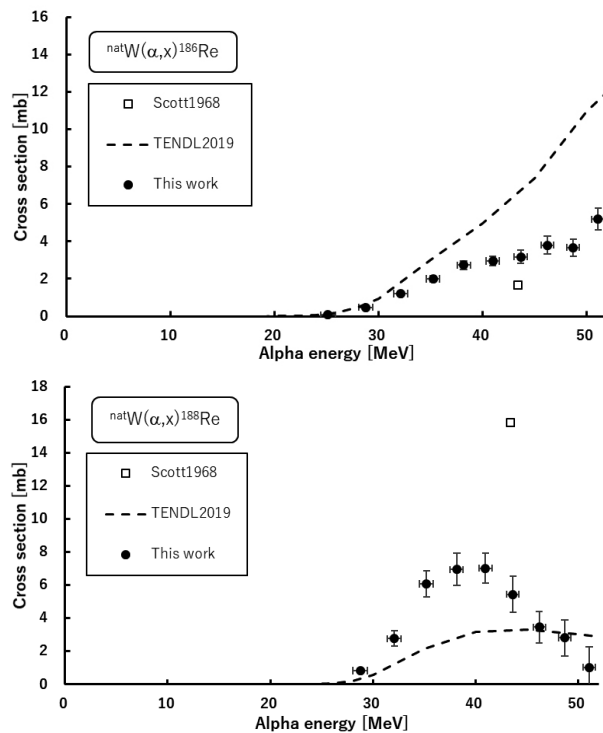 16
14
12
10
8
6
4
2
0
Cross section [mb]
natW(α,x)186Re
Scott1968
TENDL2019
This work
0 10 20 30 40 50
Alpha energy [MeV]
18
16
14
12
10
8
6
4
2
0
Cross section [mb]
natW(α,x)188Re
Scott1968
TENDL2019
This work
0 10 20 30 40 50
Alpha energy [MeV]